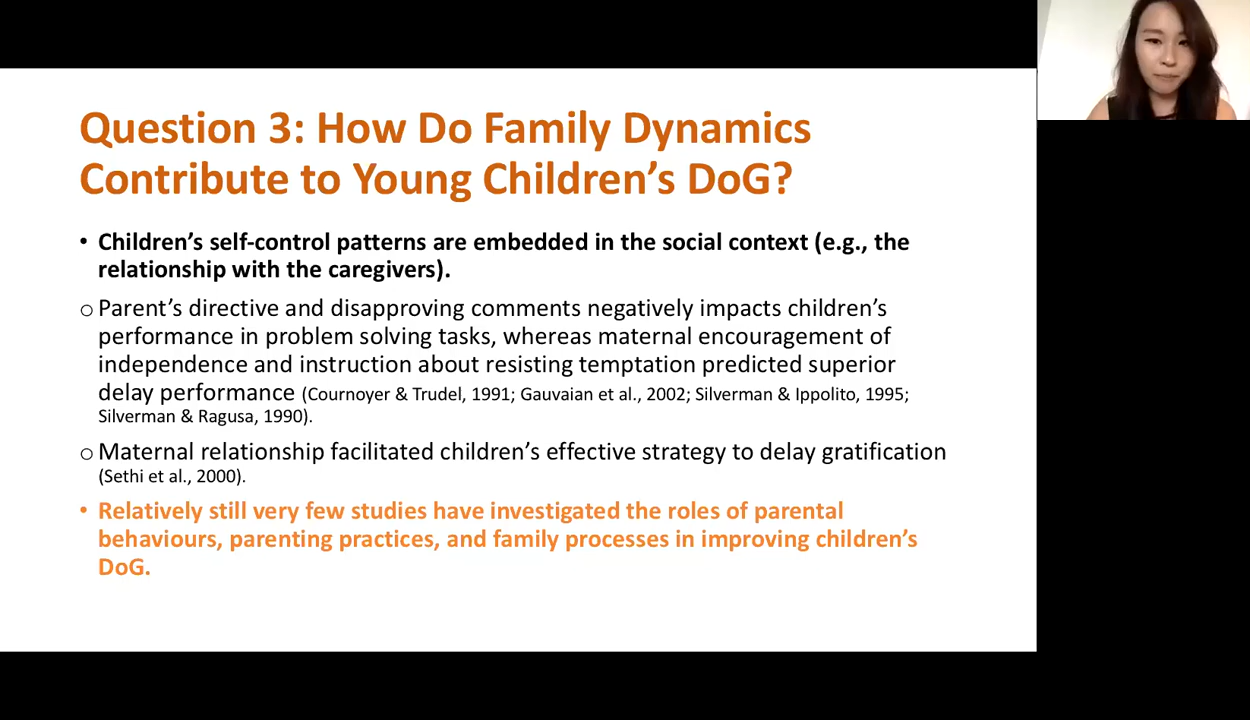 Question 3: How Do Family Dynamics
Contribute to Young Children’s DoG?
• Children’s self-control patterns are embedded in the social context (e.g., the
relationship with the caregivers).
o Parent’s directive and disapproving comments negatively impacts children’s
performance in problem solving tasks, whereas maternal encouragement of
independence and instruction about resisting temptation predicted superior
delay performance (Cournoyer & Trudel, 1991; Gauvaian et al., 2002; Silverman & Ippolito, 1995;
Silverman & Ragusa, 1990).
o Maternal relationship facilitated children’s effective strategy to delay gratification
(Sethi et al., 2000).
• Relatively still very few studies have investigated the roles of parental
behaviours, parenting practices, and family processes in improving children’s
DoG.